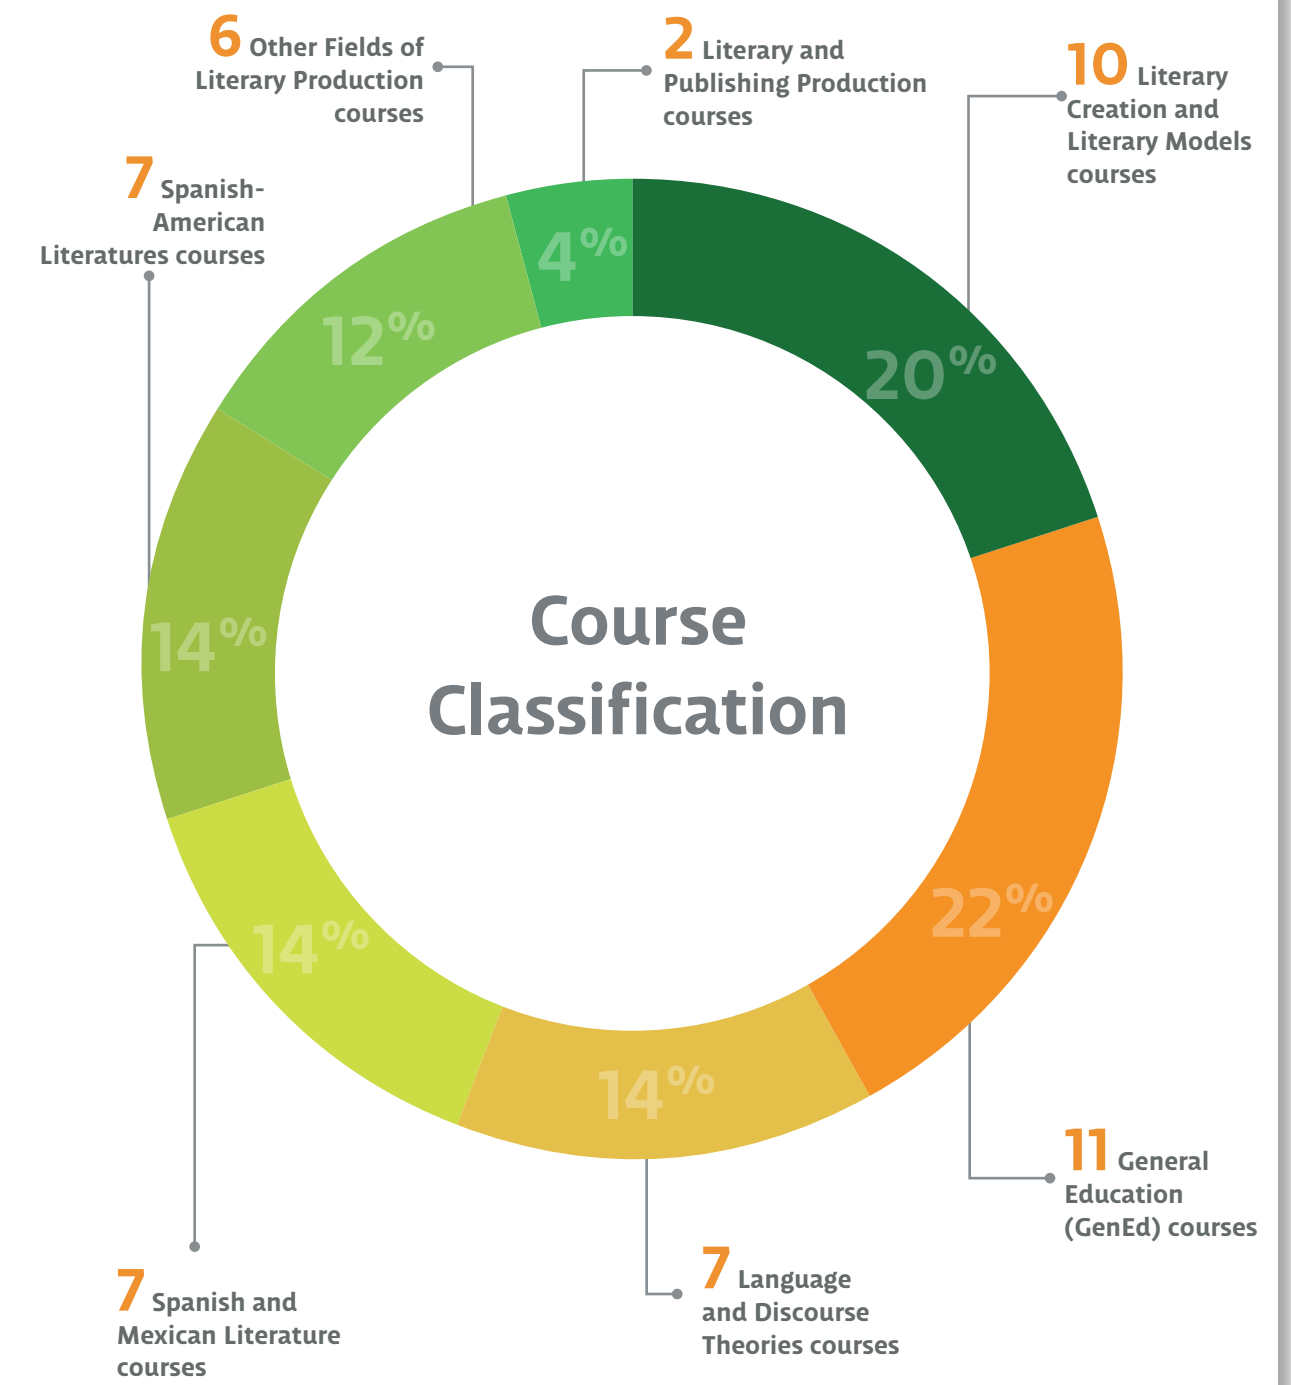 6 Other Fields of
Literary Production
courses
2 Literary and
Publishing Production
courses
10 Literary
Creation and
Literary Models
courses
7 Spanish-
American
Literatures courses
4%
12%
20%
14%
Course
Classification
22%
14%
14%
11 General
Education
(GenEd) courses
7 Language
and Discourse
Theories courses
7 Spanish and
Mexican Literature
courses